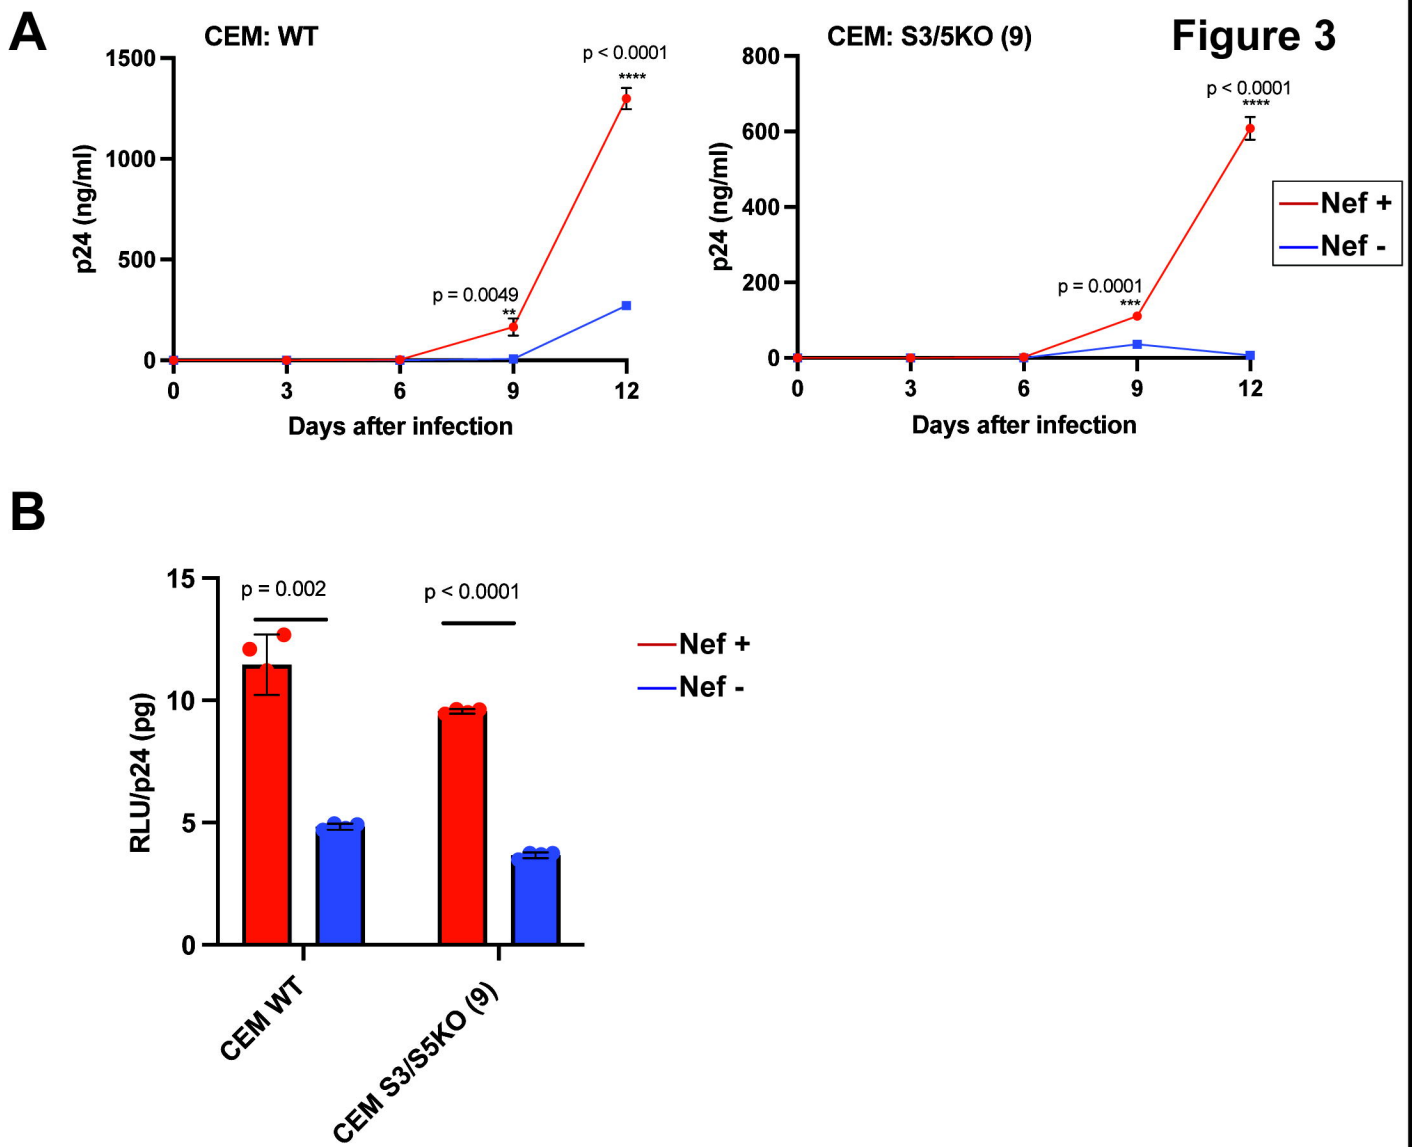 A
CEM: WT
CEM: S3/5KO (9)
Figure 3
p24 (ng/ml)
1500
1000
500
0
0 3 6 9 12
Days after infection
p = 0.0049
**
p < 0.0001
****
p24 (ng/ml)
800
600
400
200
0
0 3 6 9 12
Days after infection
p = 0.0001
***
p < 0.0001
****
Nef +
Nef -
B
RLU/p24 (pg)
15
10
5
0
p = 0.002
p < 0.0001
CEM WT
CEM S3/S5KO (9)
Nef +
Nef -